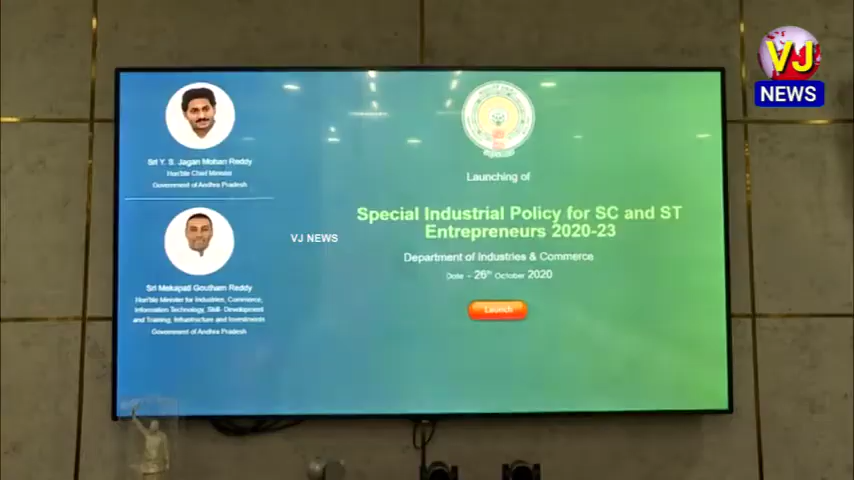 VJ
NEWS
Sri Y. S. Jagan Mohan Reddy
Hon'ble Chief Minister
Government of Andhra Pradesh
Sri Mekapati Goutham Reddy
Hon'ble Minister for Industries, Commerce,
Information Technology, Skill- Development
and Training, Infrastructure and Investments
Government of Andhra Pradesh
VJ NEWS
Launching of
Special Industrial Policy for SC and ST
Entrepreneurs 2020-23
Department of Industries & Commerce
Date – 26th October 2020
Launch